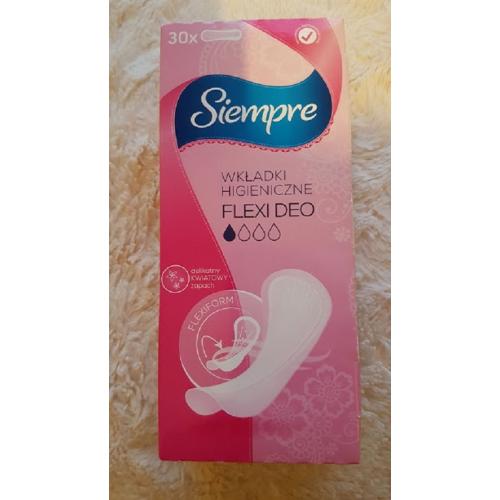 30x
Siempre
WKŁADKI
HIGIENICZNE
FLEXI DEO
delikatny
KWIATOWY
zapach
FLEXIFORM